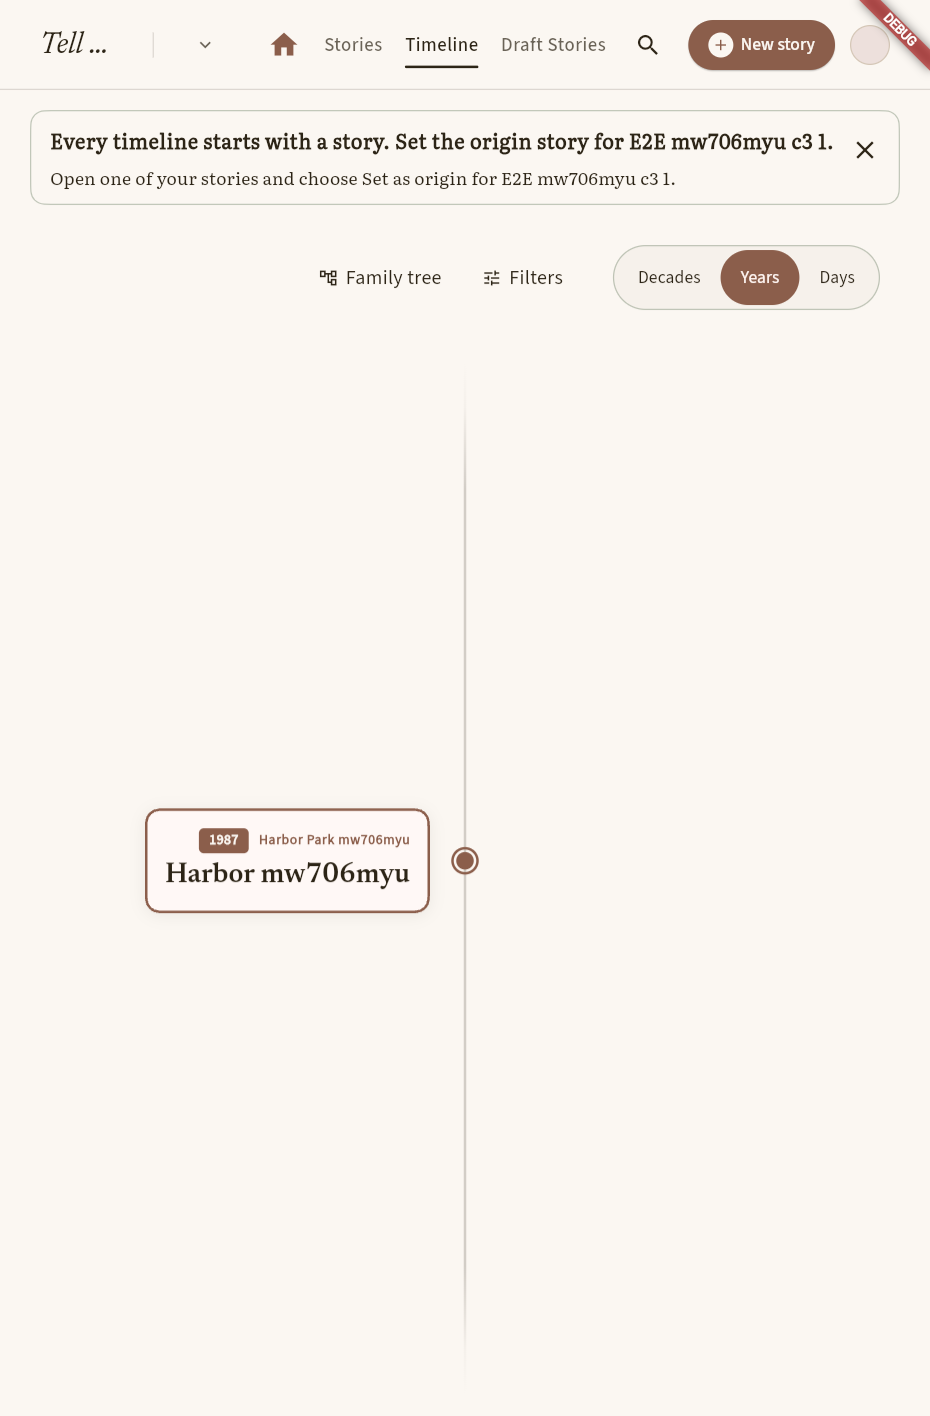 Tell ...
Stories
Timeline
Draft Stories
New story
DEBUG
Every timeline starts with a story. Set the origin story for E2E mw706myu c3 1.
Open one of your stories and choose Set as origin for E2E mw706myu c3 1.
Family tree
Filters
Decades
Years
Days
1987 Harbor Park mw706myu
Harbor mw706myu